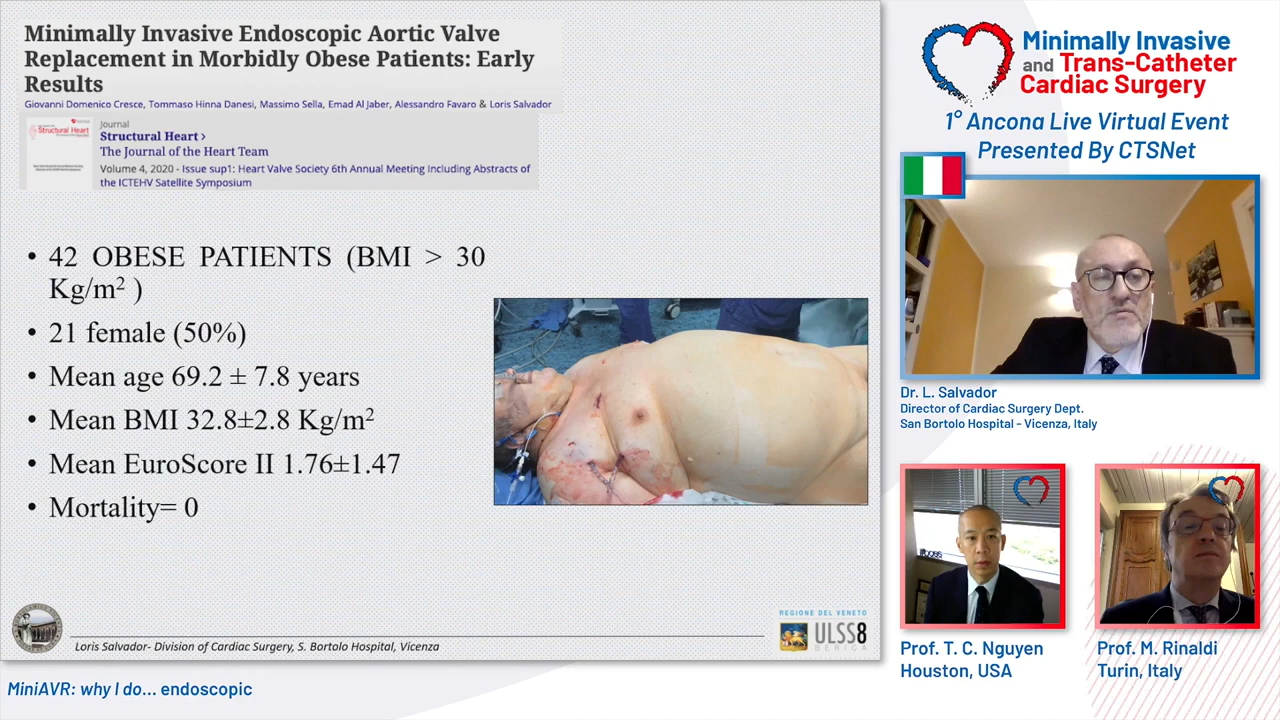 Minimally Invasive Endoscopic Aortic Valve
Replacement in Morbidly Obese Patients: Early
Results
Giovanni Domenico Cresce, Tommaso Hinna Danesi, Massimo Sella, Emad Al Jaber, Alessandro Favaro & Loris Salvador
Structural Heart
Journal
Structural Heart ›
The Journal of the Heart Team
Volume 4, 2020 - Issue sup1: Heart Valve Society 6th Annual Meeting Including Abstracts of
the ICTEHV Satellite Symposium
• 42 OBESE PATIENTS (BMI > 30
Kg/m² )
• 21 female (50%)
• Mean age 69.2 ± 7.8 years
• Mean BMI 32.8±2.8 Kg/m²
• Mean EuroScore II 1.76±1.47
• Mortality= 0
Loris Salvador- Division of Cardiac Surgery, S. Bortolo Hospital, Vicenza
REGIONE DEL VENETO
ULSS8
BERICA
MiniAVR: why I do... endoscopic
Minimally Invasive
and Trans-Catheter
Cardiac Surgery
1° Ancona Live Virtual Event
Presented By CTSNet
Dr. L. Salvador
Director of Cardiac Surgery Dept.
San Bortolo Hospital - Vicenza, Italy
Prof. T. C. Nguyen
Houston, USA
Prof. M. Rinaldi
Turin, Italy